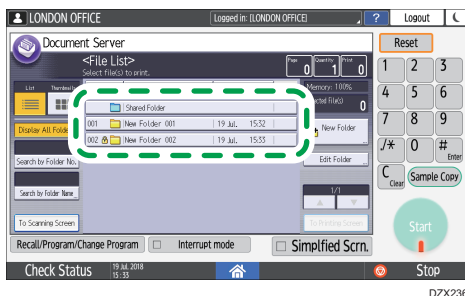 LONDON OFFICE
Logged in: [LONDON OFFICE]
?
Logout
Document Server
Reset
<File List>
Select file(s) to print.
Page
Quantity
Print
0
1
0
1
2
3
List
Thumbnails
Memory: 100%
Selected File(s)
0
4
5
6
Shared Folder
001
New Folder 001
19 Jul. 15:32
002
New Folder 002
19 Jul. 15:33
Display All Folders
New Folder
7
8
9
Search by Folder No.
Edit Folder
./*
0
#
Enter
Search by Folder Name
1/1
C
Clear
Sample Copy
To Scanning Screen
To Printing Screen
Start
Recall/Program/Change Program
Interrupt mode
Simplfied Scrn.
Check Status
19 Jul. 2018
15:33
Stop
DZX236